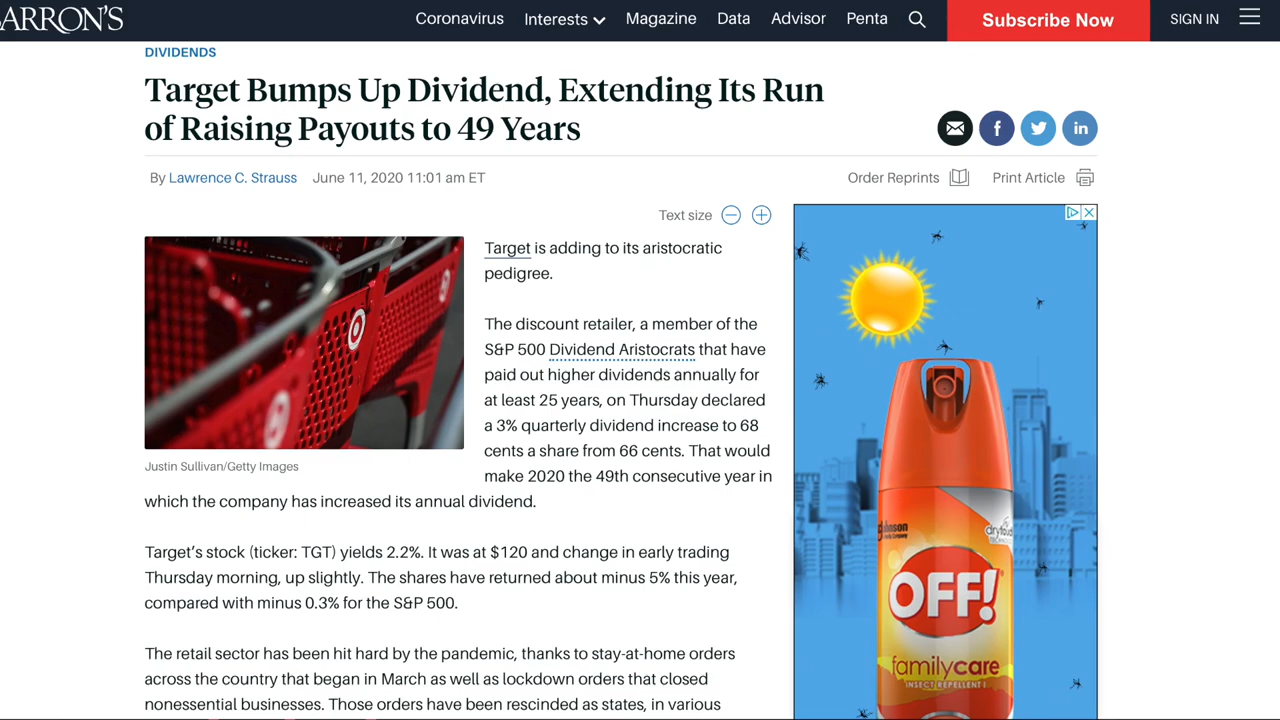 ARRON'S
Coronavirus Interests Magazine Data Advisor Penta Subscribe Now SIGN IN
DIVIDENDS
Target Bumps Up Dividend, Extending Its Run
of Raising Payouts to 49 Years
By Lawrence C. Strauss June 11, 2020 11:01 am ET
Order Reprints Print Article
Text size
Target is adding to its aristocratic
pedigree.
The discount retailer, a member of the
S&P 500 Dividend Aristocrats that have
paid out higher dividends annually for
at least 25 years, on Thursday declared
a 3% quarterly dividend increase to 68
cents a share from 66 cents. That would
make 2020 the 49th consecutive year in
which the company has increased its annual dividend.
Justin Sullivan/Getty Images
Target's stock (ticker: TGT) yields 2.2%. It was at $120 and change in early trading
Thursday morning, up slightly. The shares have returned about minus 5% this year,
compared with minus 0.3% for the S&P 500.
The retail sector has been hit hard by the pandemic, thanks to stay-at-home orders
across the country that began in March as well as lockdown orders that closed
nonessential businesses. Those orders have been rescinded as states, in various
OFF!
familycare
INSECT REPELLENT I